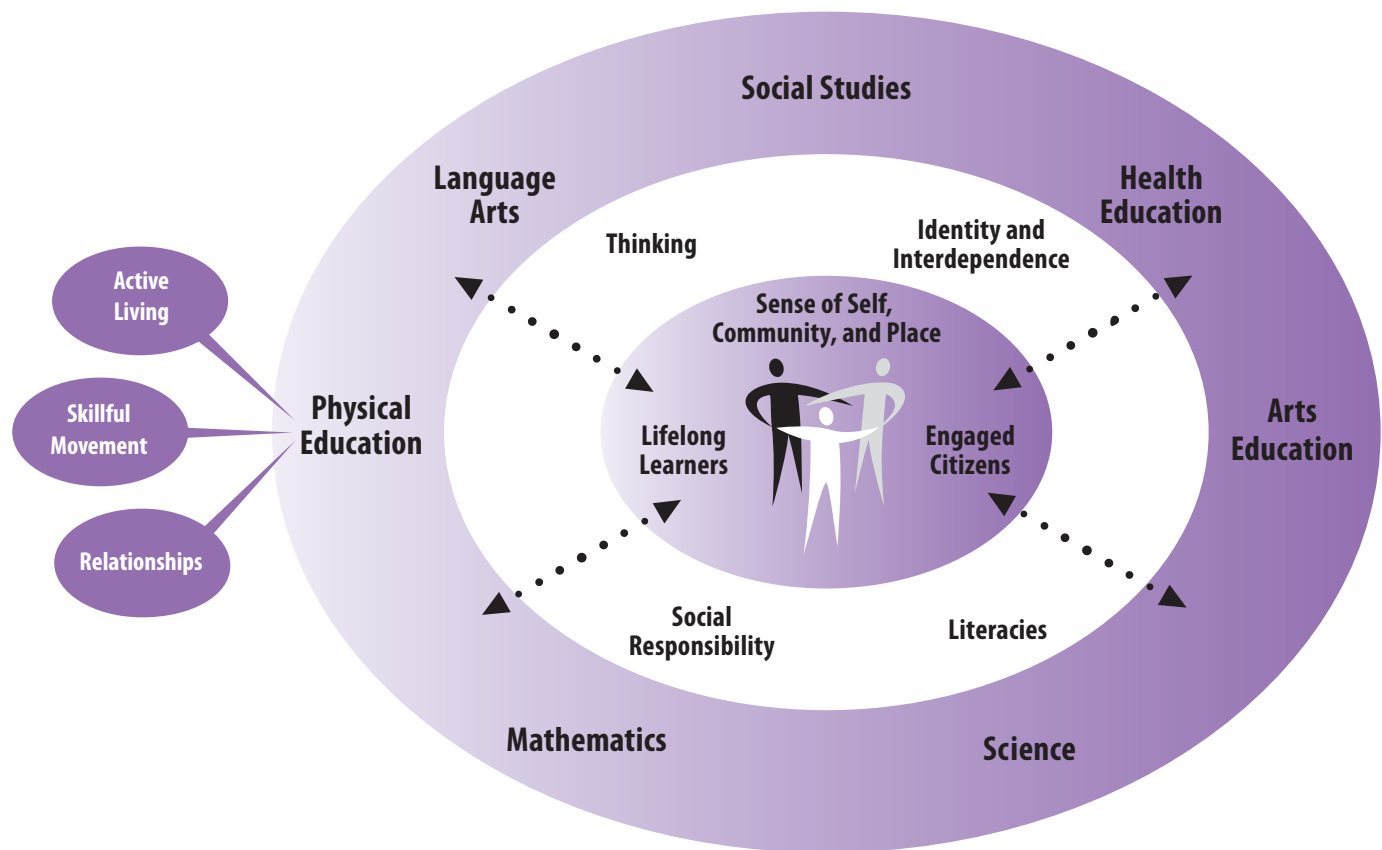 Social Studies
Language
Arts
Health
Education
Thinking
Identity and
Interdependence
Active
Living
Sense of Self,
Community, and Place
Skillful
Movement
Physical
Education
Lifelong
Learners
Engaged
Citizens
Arts
Education
Relationships
Social
Responsibility
Literacies
Mathematics
Science